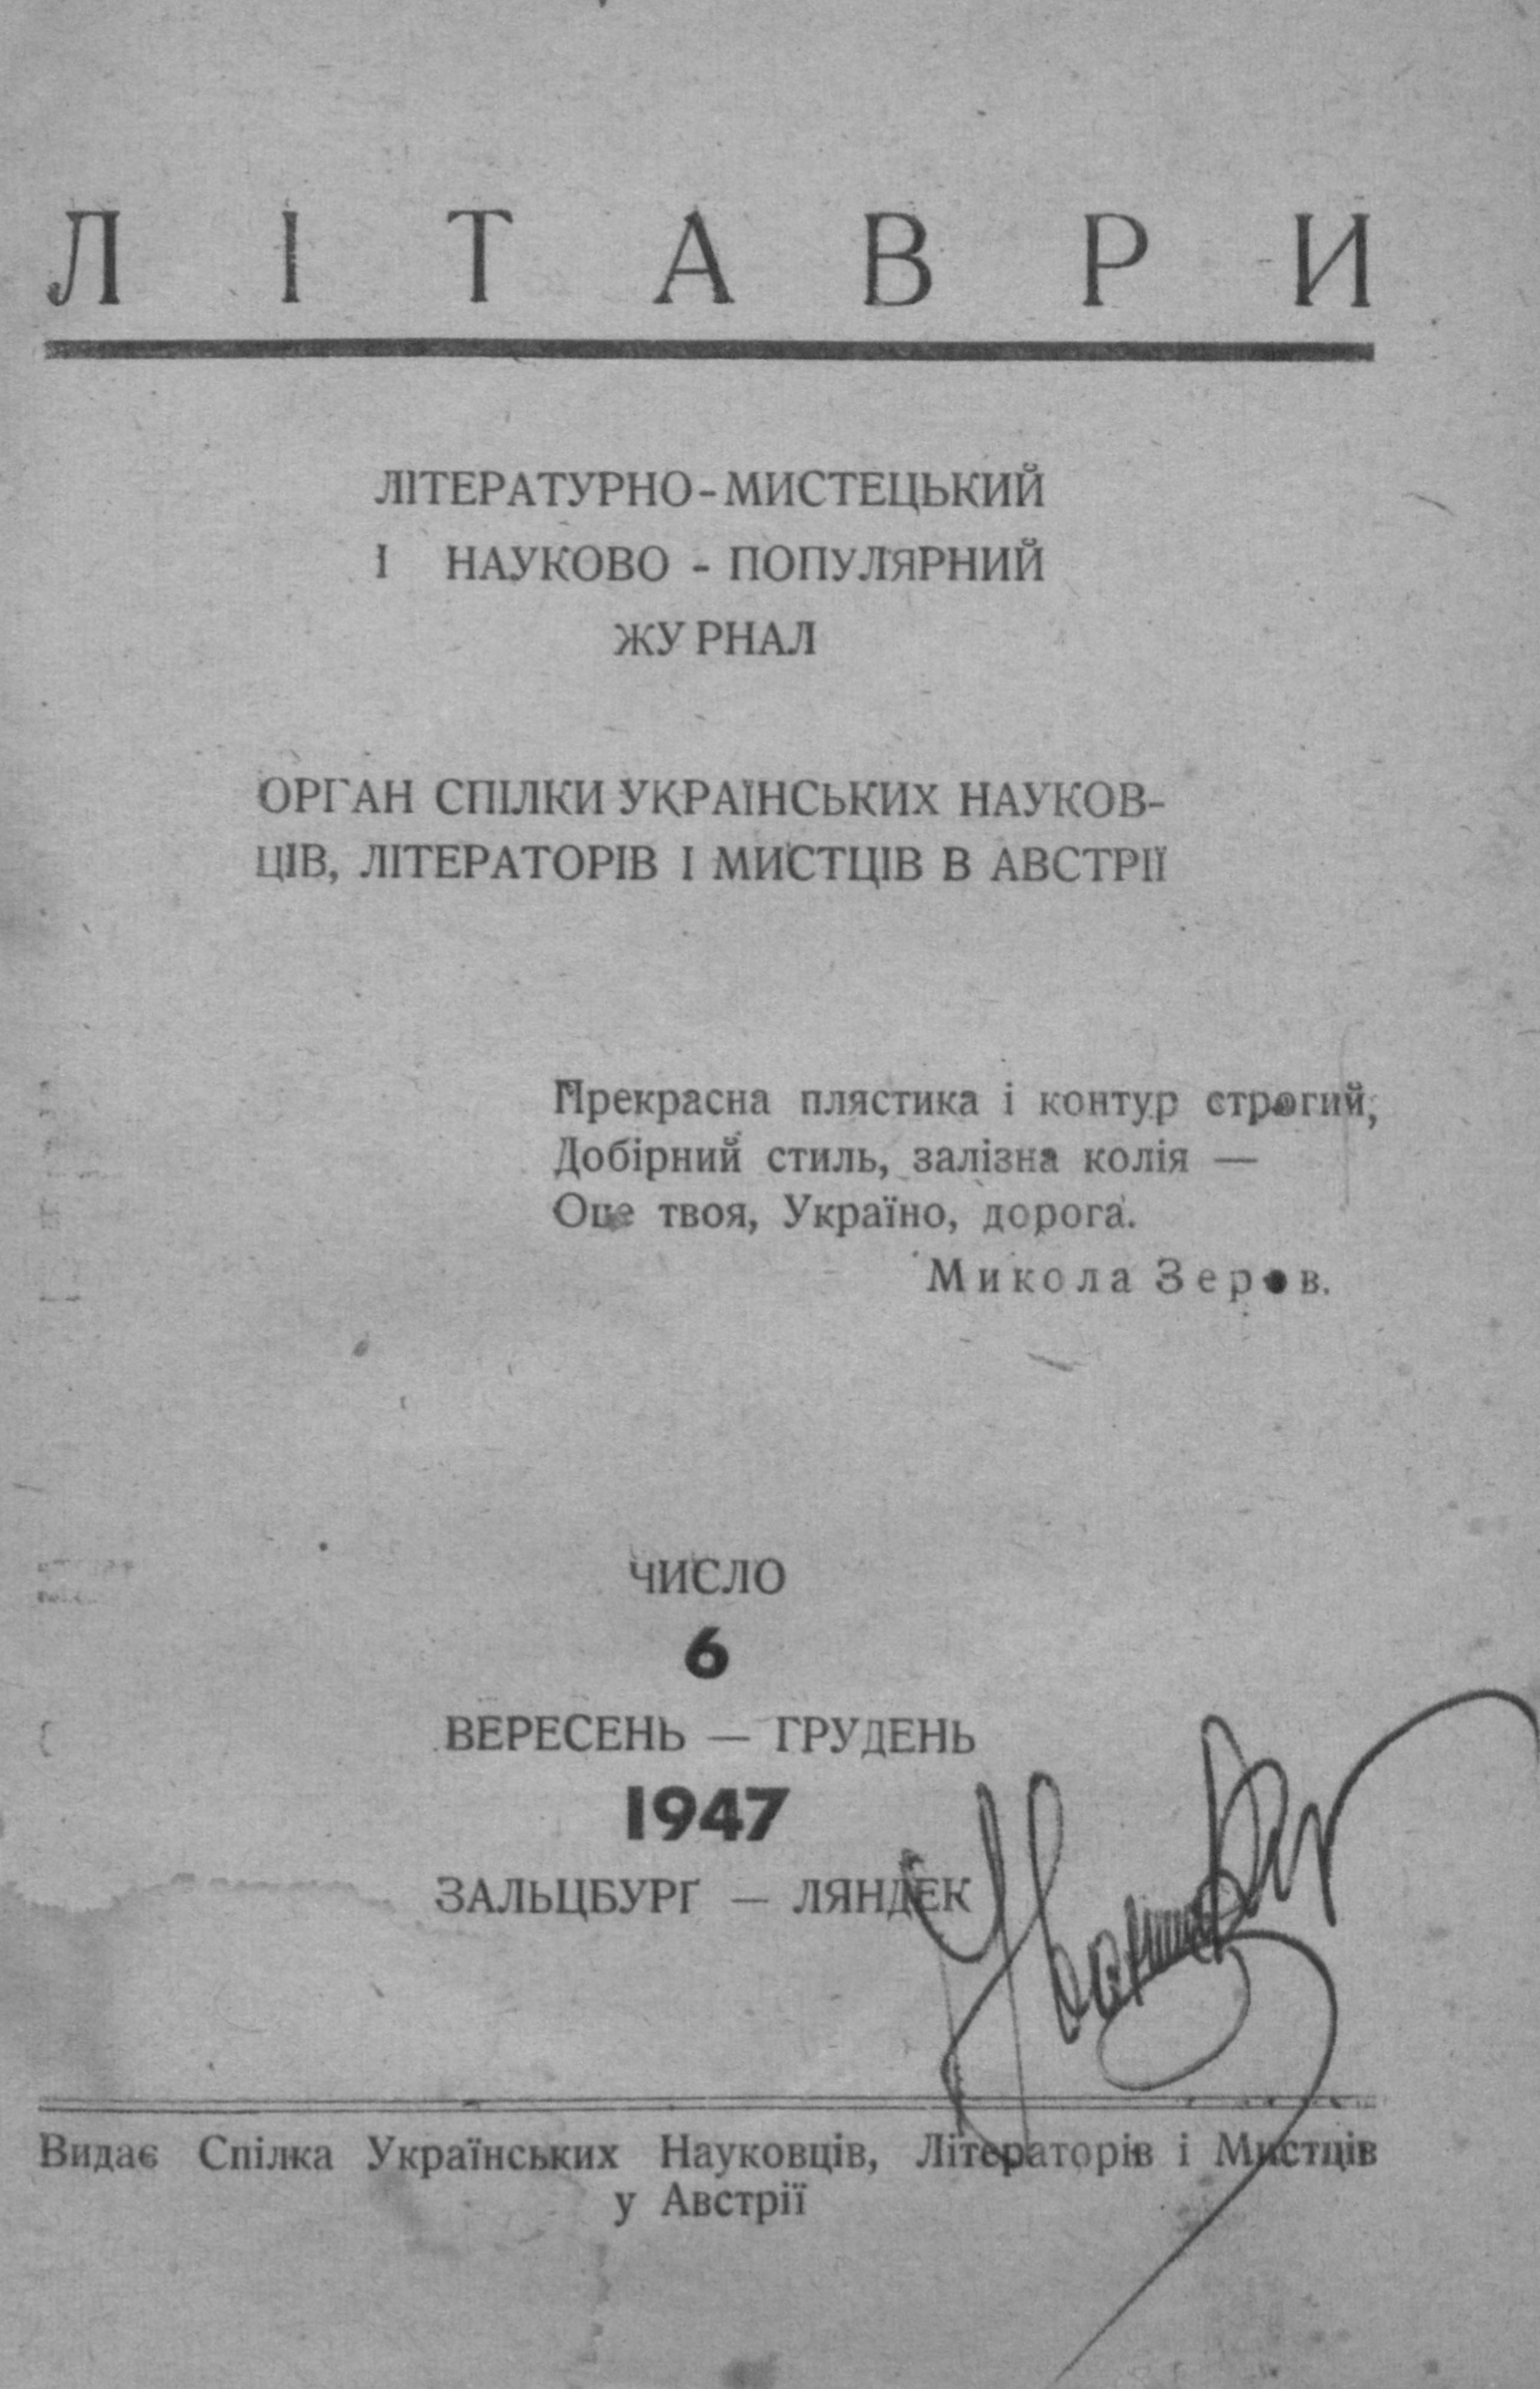 ЛІТАВРИ
ЛІТЕРАТУРНО-МИСТЕЦЬКИЙ
І НАУКОВО - ПОПУЛЯРНИЙ
ЖУРНАЛ
ОРГАН СПІЛКИ УКРАЇНСЬКИХ НАУКОВ-
ЦІВ, ЛІТЕРАТОРІВ І МИСТЦІВ В АВСТРІЇ
Прекрасна плястика і контур строгий,
Добірний стиль, залізна колія —
Оце твоя, Україно, дорога.
Микола Зеров.
ЧИСЛО
6
ВЕРЕСЕНЬ — ГРУДЕНЬ
1947
ЗАЛЬЦБУРҐ — ЛЯНДЕК
Видає Спілка Українських Науковців, Літераторів і Мистців
у Австрії